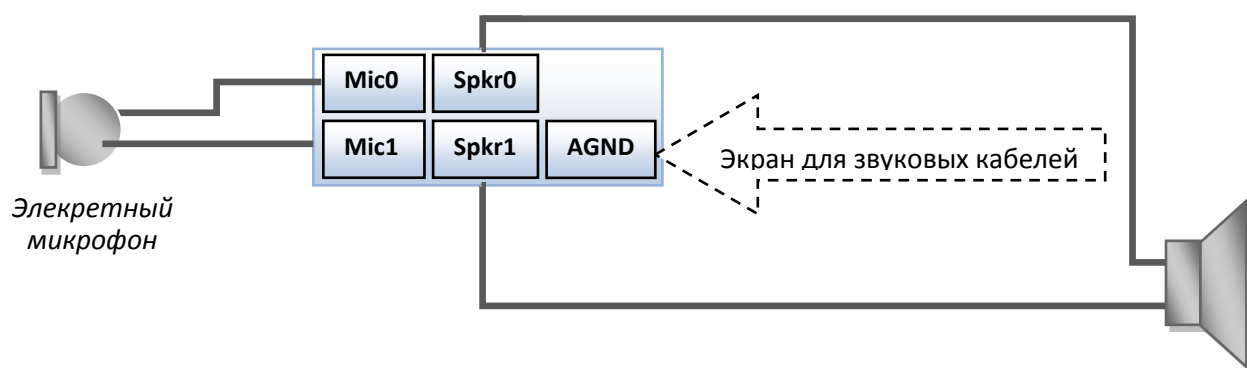 Mic0 Spkr0
Mic1 Spkr1 AGND
Экран для звуковых кабелей
Элекретный
микрофон